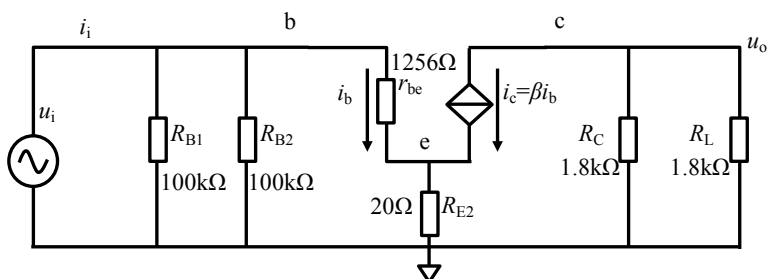 i_i
b
c
u_o
1256Ω
r_be
i_b
i_c=βi_b
u_i
R_B1
R_B2
e
R_C
R_L
100kΩ
100kΩ
1.8kΩ
1.8kΩ
20Ω
R_E2